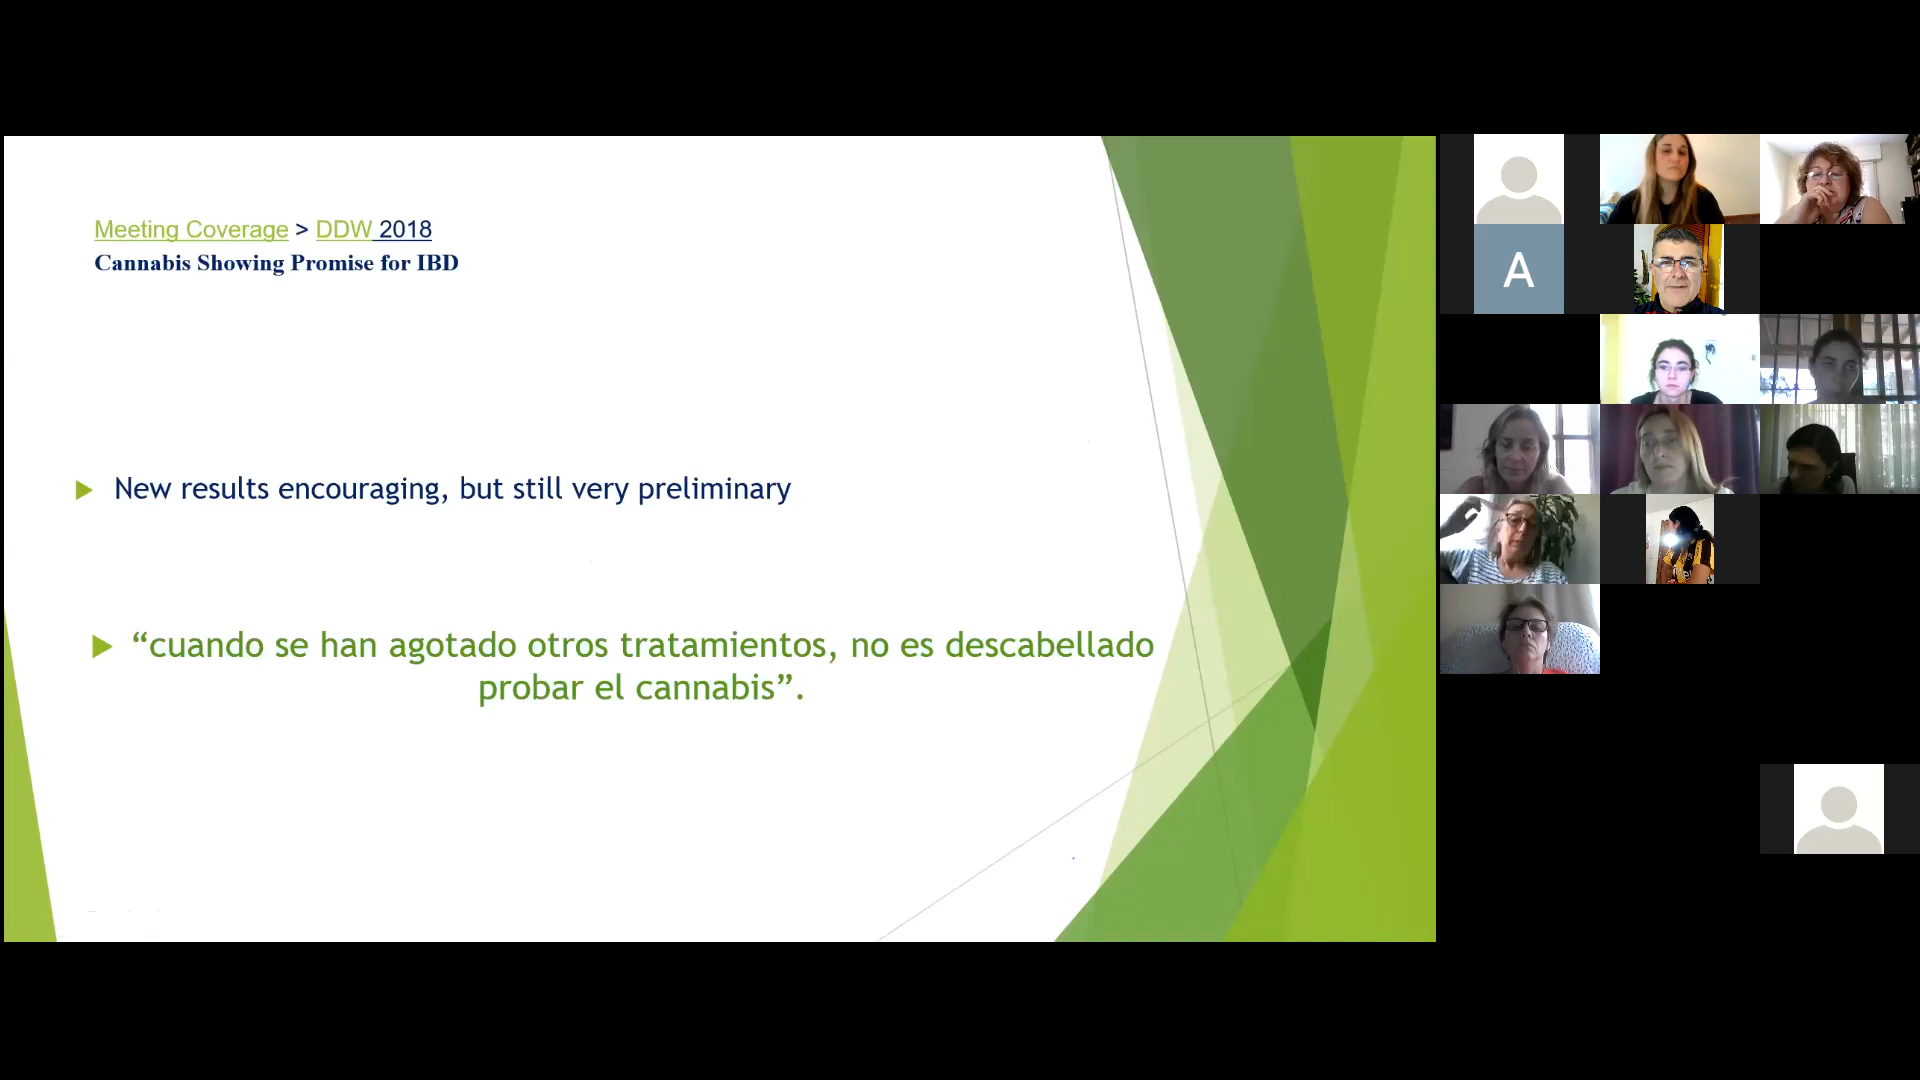 Meeting Coverage > DDW 2018
Cannabis Showing Promise for IBD
New results encouraging, but still very preliminary
“cuando se han agotado otros tratamientos, no es descabellado
probar el cannabis”.
A